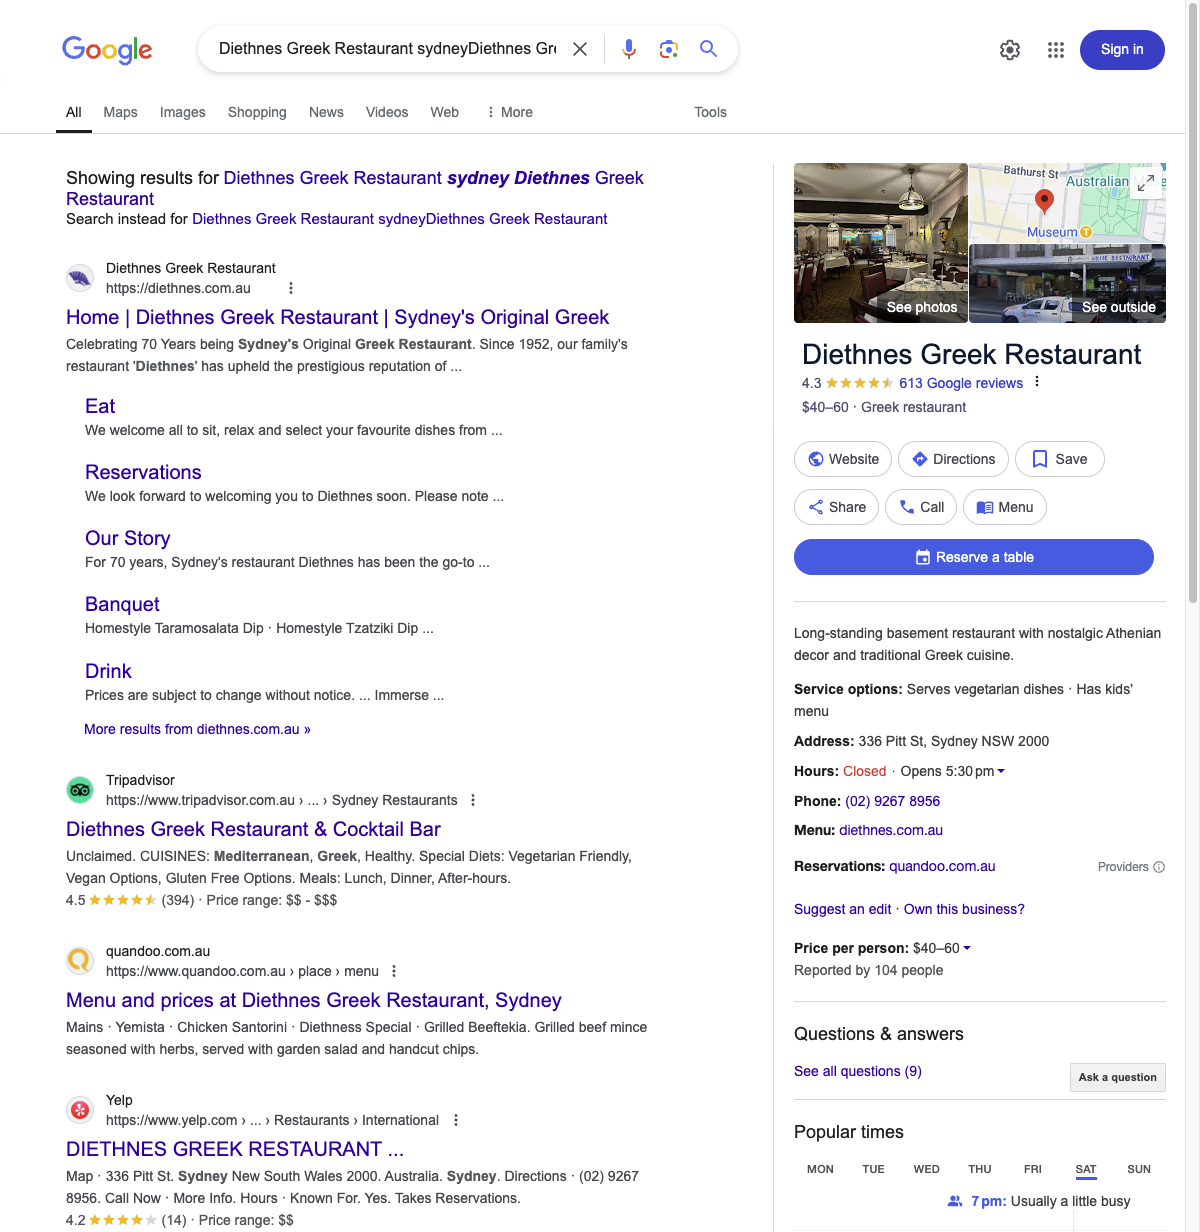 Google
Diethnes Greek Restaurant sydneyDiethnes Gre
Sign in
All Maps Images Shopping News Videos Web More Tools
Showing results for Diethnes Greek Restaurant sydney Diethnes Greek
Restaurant
Search instead for Diethnes Greek Restaurant sydneyDiethnes Greek Restaurant
Diethnes Greek Restaurant
https://diethnes.com.au
Home | Diethnes Greek Restaurant | Sydney's Original Greek
Celebrating 70 Years being Sydney's Original Greek Restaurant. Since 1952, our family's
restaurant 'Diethnes' has upheld the prestigious reputation of ...
Eat
We welcome all to sit, relax and select your favourite dishes from ...
Reservations
We look forward to welcoming you to Diethnes soon. Please note ...
Our Story
For 70 years, Sydney's restaurant Diethnes has been the go-to ...
Banquet
Homestyle Taramosalata Dip · Homestyle Tzatziki Dip ...
Drink
Prices are subject to change without notice. ... Immerse ...
More results from diethnes.com.au »
Tripadvisor
https://www.tripadvisor.com.au › ... › Sydney Restaurants
Diethnes Greek Restaurant & Cocktail Bar
Unclaimed. CUISINES: Mediterranean, Greek, Healthy. Special Diets: Vegetarian Friendly,
Vegan Options, Gluten Free Options. Meals: Lunch, Dinner, After-hours.
4.5 (394) · Price range: $$ - $$$
quandoo.com.au
https://www.quandoo.com.au › place › menu
Menu and prices at Diethnes Greek Restaurant, Sydney
Mains · Yemista · Chicken Santorini · Diethness Special · Grilled Beeftekia. Grilled beef mince
seasoned with herbs, served with garden salad and handcut chips.
Yelp
https://www.yelp.com › ... › Restaurants › International
DIETHNES GREEK RESTAURANT ...
Map · 336 Pitt St. Sydney New South Wales 2000. Australia. Sydney. Directions · (02) 9267
8956. Call Now · More Info. Hours · Known For. Yes. Takes Reservations.
4.2 (14) · Price range: $$
Bathurst St
Australian
Museum T
GREEK RESTAURANT
See photos
See outside
Diethnes Greek Restaurant
4.3 613 Google reviews
$40–60 · Greek restaurant
Website Directions Save
Share Call Menu
Reserve a table
Long-standing basement restaurant with nostalgic Athenian
decor and traditional Greek cuisine.
Service options: Serves vegetarian dishes · Has kids'
menu
Address: 336 Pitt St, Sydney NSW 2000
Hours: Closed · Opens 5:30 pm
Phone: (02) 9267 8956
Menu: diethnes.com.au
Reservations: quandoo.com.au Providers
Suggest an edit · Own this business?
Price per person: $40–60
Reported by 104 people
Questions & answers
See all questions (9)
Ask a question
Popular times
MON TUE WED THU FRI SAT SUN
7 pm: Usually a little busy